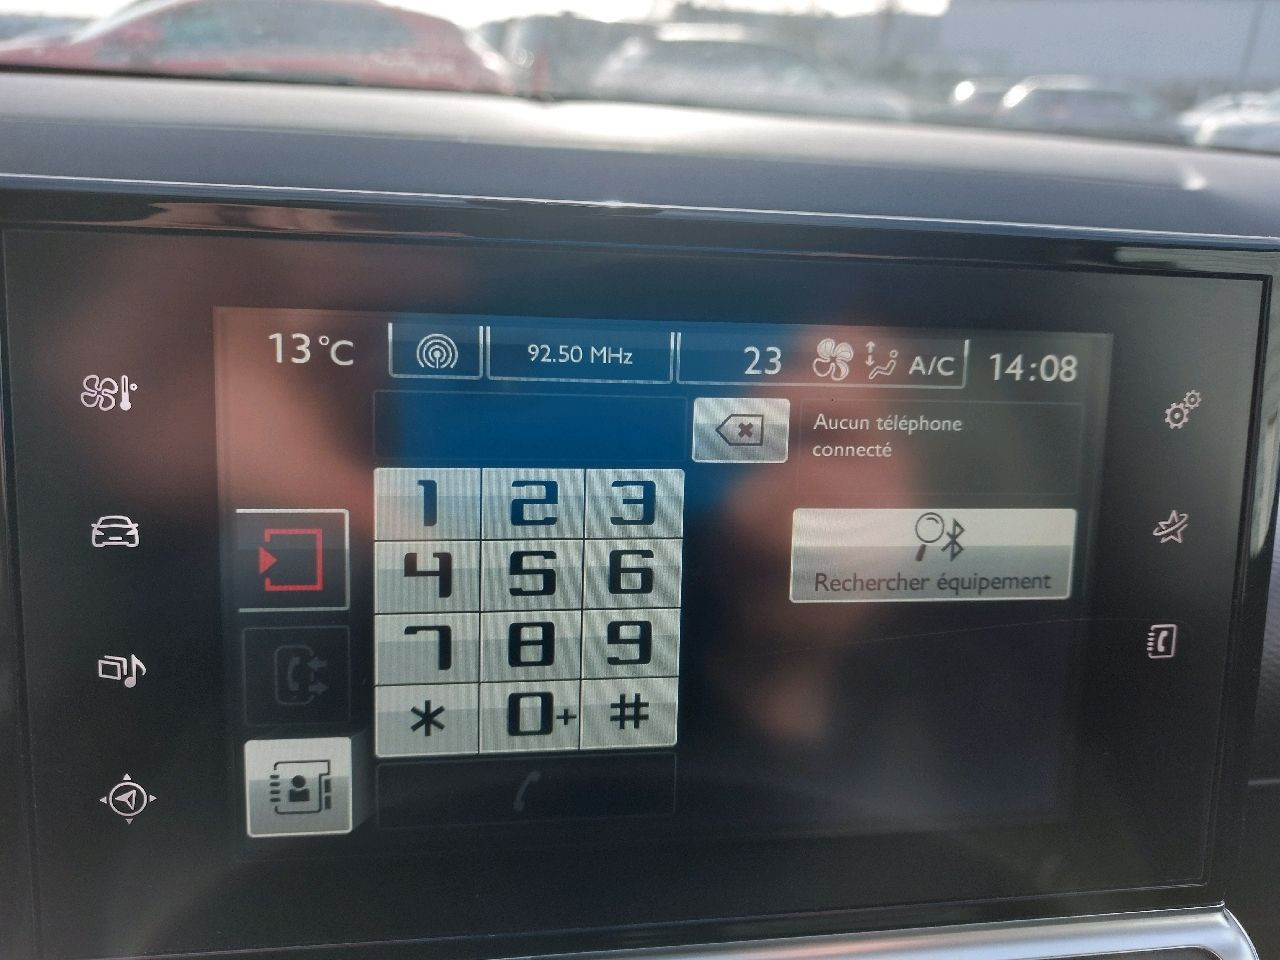 13°C
92.50 MHz
23
A/C
14:08
Aucun téléphone
connecté
1 2 3
4 5 6
7 8 9
* 0+ #
Rechercher équipement